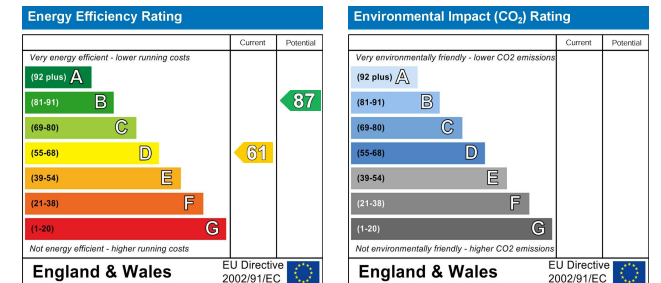 Energy Efficiency Rating
Current Potential
Very energy efficient - lower running costs
(92 plus) A
(81-91) B
87
(69-80) C
(55-68) D
61
(39-54) E
(21-38) F
(1-20) G
Not energy efficient - higher running costs
England & Wales
EU Directive
2002/91/EC
Environmental Impact (CO2) Rating
Current Potential
Very environmentally friendly - lower CO2 emissions
(92 plus) A
(81-91) B
(69-80) C
(55-68) D
(39-54) E
(21-38) F
(1-20) G
Not environmentally friendly - higher CO2 emissions
England & Wales
EU Directive
2002/91/EC